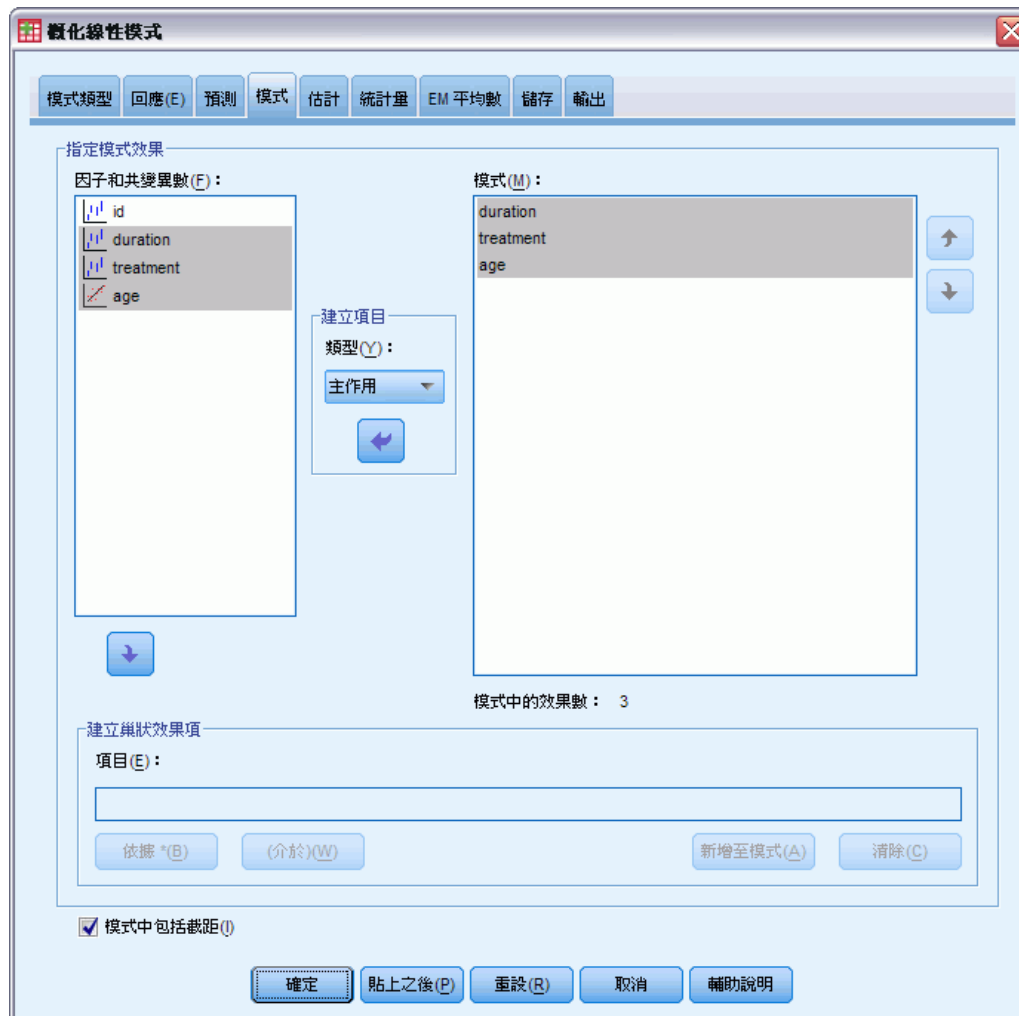 概化線性模式
模式類型 回應(E) 預測 模式 估計 統計量 EM 平均數 儲存 輸出
指定模式效果
因子和共變異數(F)：
id
duration
treatment
age
建立項目
類型(Y)：
主作用
模式(M)：
duration
treatment
age
模式中的效果數： 3
建立巢狀效果項
項目(E)：
依據 *(B) (介於)(W) 新增至模式(A) 清除(C)
模式中包括截距(I)
確定 貼上之後(P) 重設(R) 取消 輔助說明